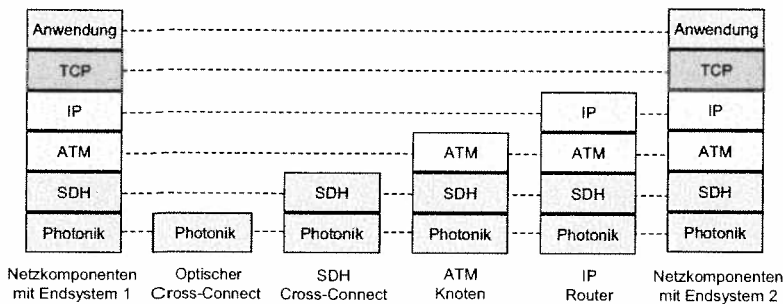 Anwendung Anwendung
TCP TCP
IP IP IP
ATM ATM ATM ATM
SDH SDH SDH SDH SDH
Photonik Photonik Photonik Photonik Photonik Photonik
Netzkomponenten Optischer SDH ATM IP Netzkomponenten
mit Endsystem 1 Cross-Connect Cross-Connect Knoten Router mit Endsystem 2